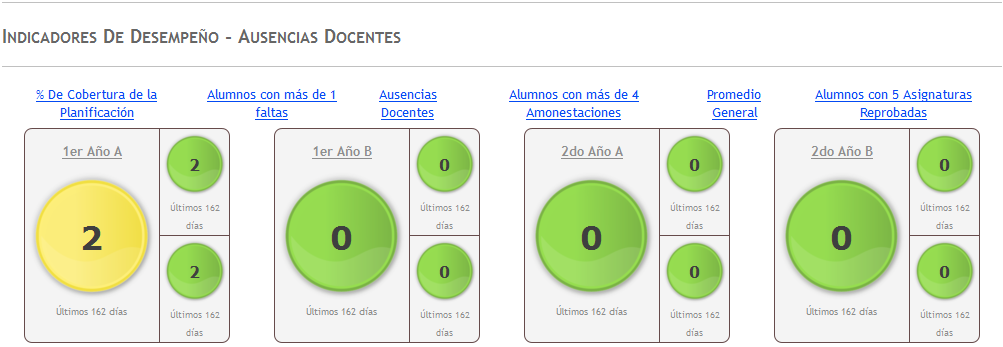 Indicadores De Desempeño - Ausencias Docentes
% De Cobertura de la
Planificación
Alumnos con más de 1
faltas
Ausencias
Docentes
Alumnos con más de 4
Amonestaciones
Promedio
General
Alumnos con 5 Asignaturas
Reprobadas
1er Año A
2
Últimos 162 días
2
Últimos 162
días
2
Últimos 162
días
1er Año B
0
Últimos 162 días
0
Últimos 162
días
0
Últimos 162
días
2do Año A
0
Últimos 162 días
0
Últimos 162
días
0
Últimos 162
días
2do Año B
0
Últimos 162 días
0
Últimos 162
días
0
Últimos 162
días